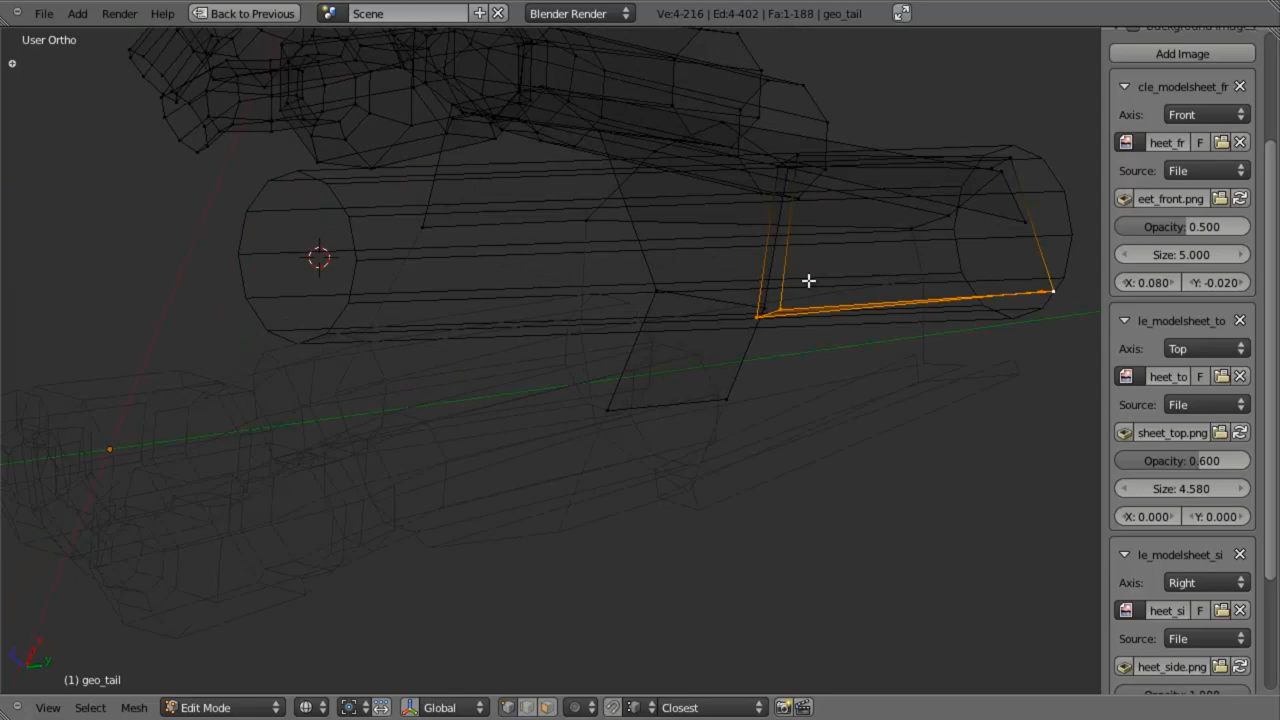 File Add Render Help Back to Previous Scene Blender Render Ve:4-216 | Ed:4-402 | Fa:1-188 | geo_tail
User Ortho
Add Image
cle_modelsheet_fr
Axis: Front
heet_fr F
Source: File
eet_front.png
Opacity: 0.500
Size: 5.000
X: 0.080 Y: -0.020
le_modelsheet_to
Axis: Top
heet_to F
Source: File
sheet_top.png
Opacity: 0.600
Size: 4.580
X: 0.000 Y: 0.000
le_modelsheet_si
Axis: Right
heet_si F
Source: File
heet_side.png
x
y
(1) geo_tail
View Select Mesh Edit Mode Global Closest